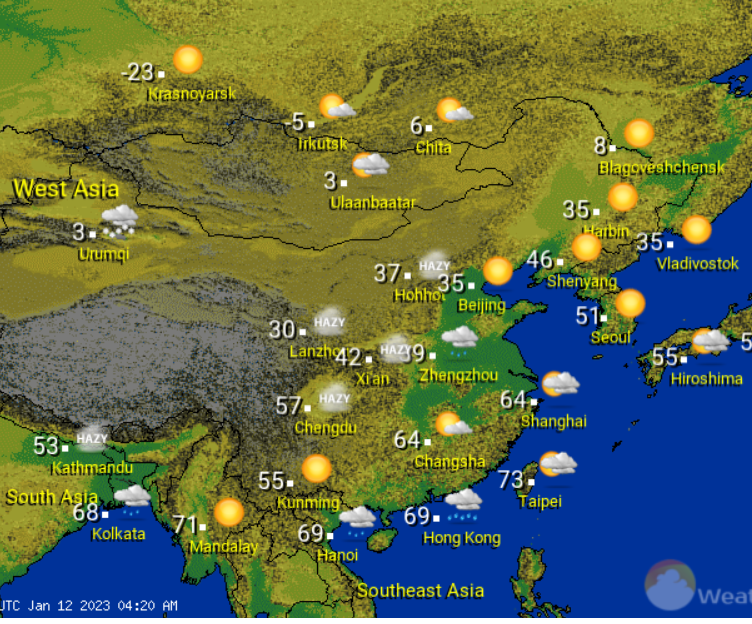 -23
Krasnoyarsk
-5
Irkutsk
6
Chita
8
Blagoveshchensk
West Asia
3
Ulaanbaatar
35
Harbin
3
Urumqi
35
Vladivostok
46
Shenyang
37
HAZY
Hohhot
35
Beijing
51
Seoul
30
HAZY
Lanzhou
42
HAZY
Xi'an
39
Zhengzhou
55
Hiroshima
5
57
HAZY
Chengdu
64
Shanghai
64
Changsha
53
HAZY
Kathmandu
55
Kunming
73
Taipei
South Asia
68
Kolkata
71
Mandalay
69
Hanoi
69
Hong Kong
Southeast Asia
Weat
UTC Jan 12 2023 04:20 AM